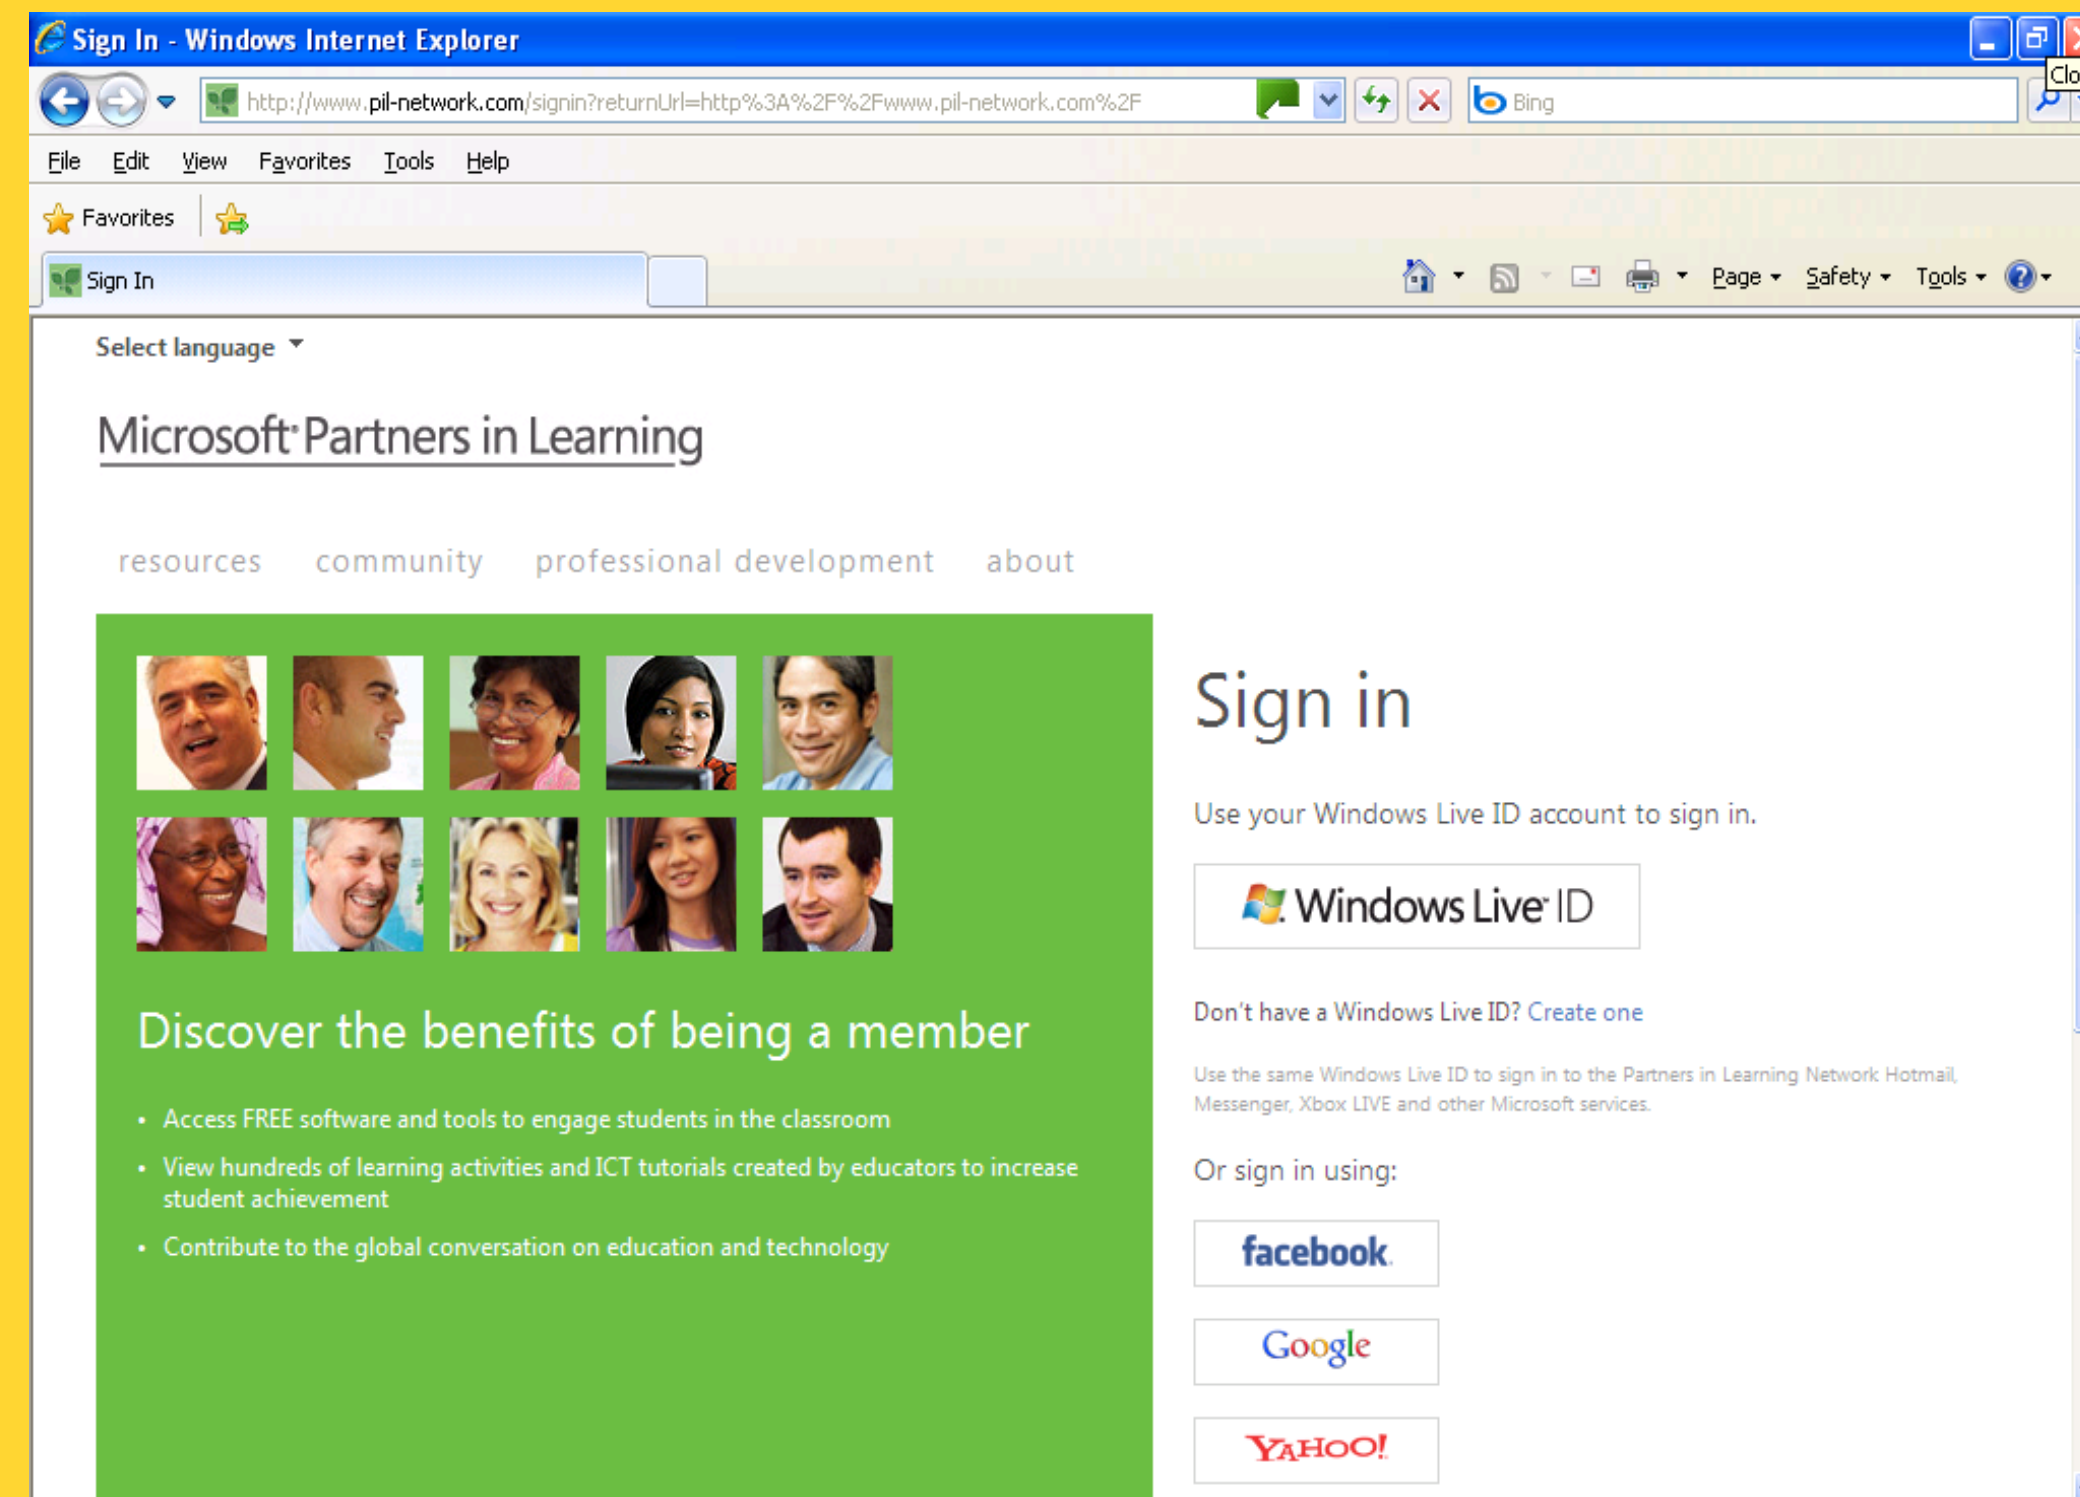 Sign In - Windows Internet Explorer
http://www.pil-network.com/signin?returnUrl=http%3A%2F%2Fwww.pil-network.com%2F
Bing
Clo
File Edit View Favorites Tools Help
Favorites
Sign In
Page Safety Tools
Select language
Microsoft® Partners in Learning
resources community professional development about
Discover the benefits of being a member
• Access FREE software and tools to engage students in the classroom
• View hundreds of learning activities and ICT tutorials created by educators to increase
student achievement
• Contribute to the global conversation on education and technology
Sign in
Use your Windows Live ID account to sign in.
Windows Live™ ID
Don't have a Windows Live ID? Create one
Use the same Windows Live ID to sign in to the Partners in Learning Network Hotmail,
Messenger, Xbox LIVE and other Microsoft services.
Or sign in using:
facebook
Google
YAHOO!